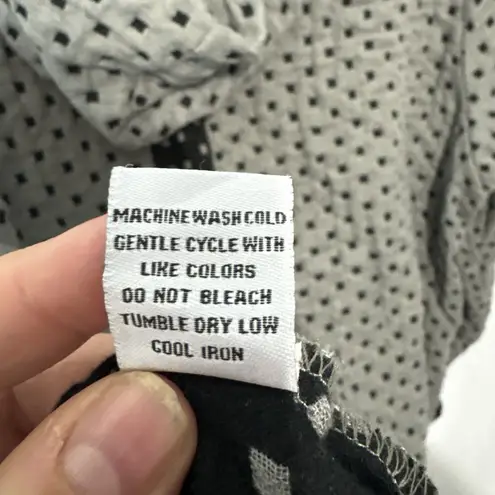 MACHINE WASH COLD
GENTLE CYCLE WITH
LIKE COLORS
DO NOT BLEACH
TUMBLE DRY LOW
COOL IRON